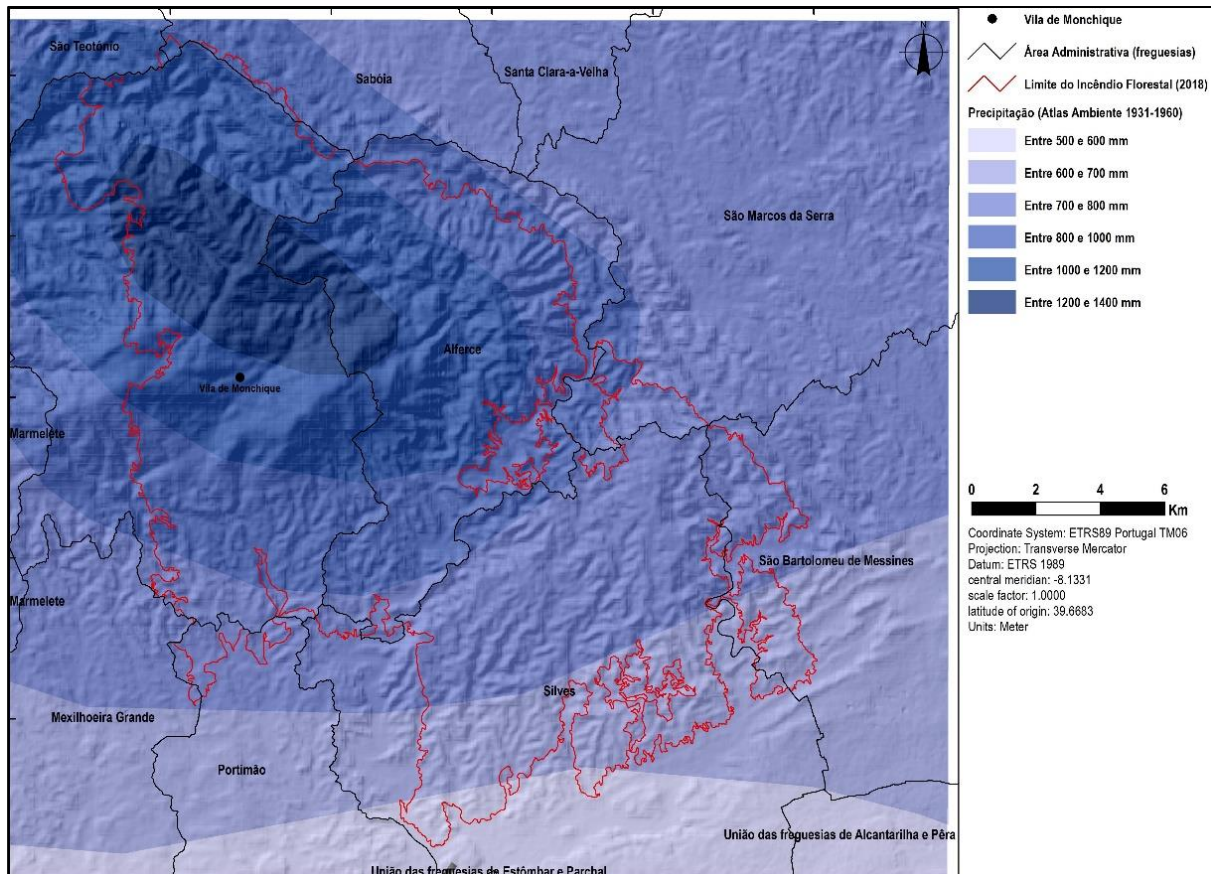 São Teotónio
Sabóia
Santa Clara-a-Velha
São Marcos da Serra
Alferce
Vila de Monchique
Marmelete
Marmelete
São Bartolomeu de Messines
Silves
Mexilhoeira Grande
Portimão
União das freguesias de Alcantarilha e Pêra
União das freguesias de Estômbar e Parchal
N
Vila de Monchique
Área Administrativa (freguesias)
Limite do Incêndio Florestal (2018)
Precipitação (Atlas Ambiente 1931-1960)
Entre 500 e 600 mm
Entre 600 e 700 mm
Entre 700 e 800 mm
Entre 800 e 1000 mm
Entre 1000 e 1200 mm
Entre 1200 e 1400 mm
0 2 4 6
Km
Coordinate System: ETRS89 Portugal TM06
Projection: Transverse Mercator
Datum: ETRS 1989
central meridian: -8.1331
scale factor: 1.0000
latitude of origin: 39.6683
Units: Meter